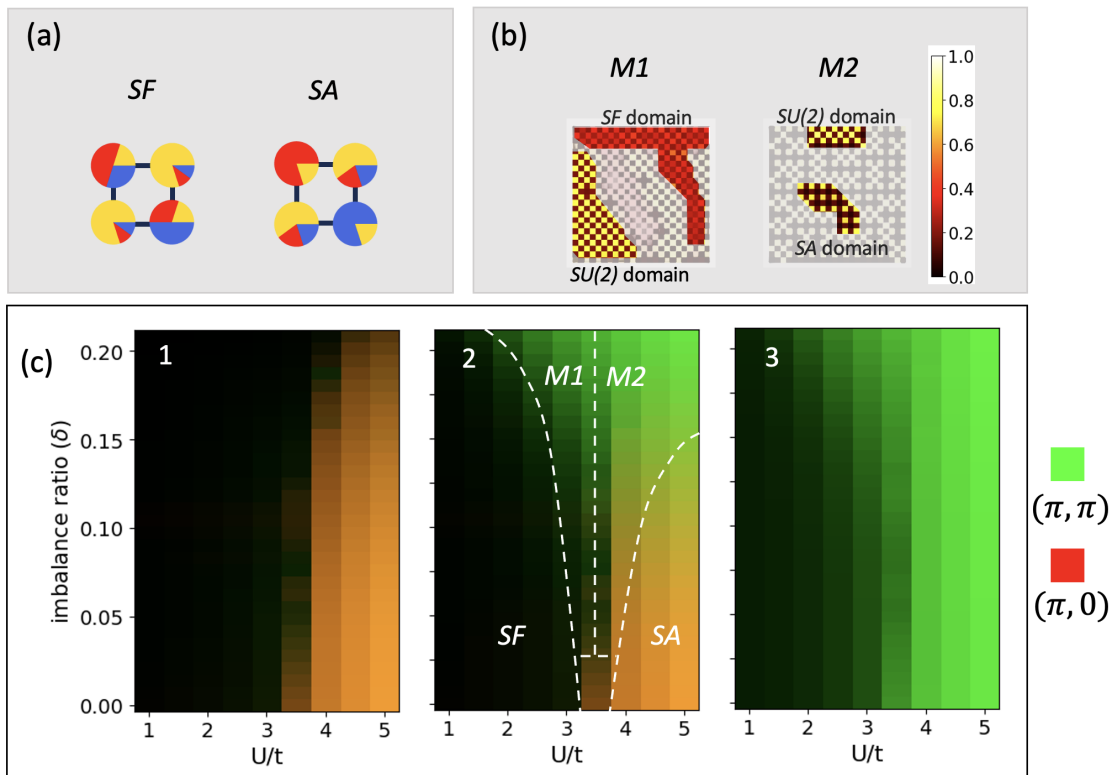 (a)
SF
SA
(b)
M1
M2
SF domain
SU(2) domain
SU(2) domain
SA domain
1.0
0.8
0.6
0.4
0.2
0.0
(c)
imbalance ratio (δ)
0.20
0.15
0.10
0.05
0.00
1
1 2 3 4 5
U/t
2
M1
M2
SF
SA
1 2 3 4 5
U/t
3
1 2 3 4 5
U/t
(π, π)
(π, 0)